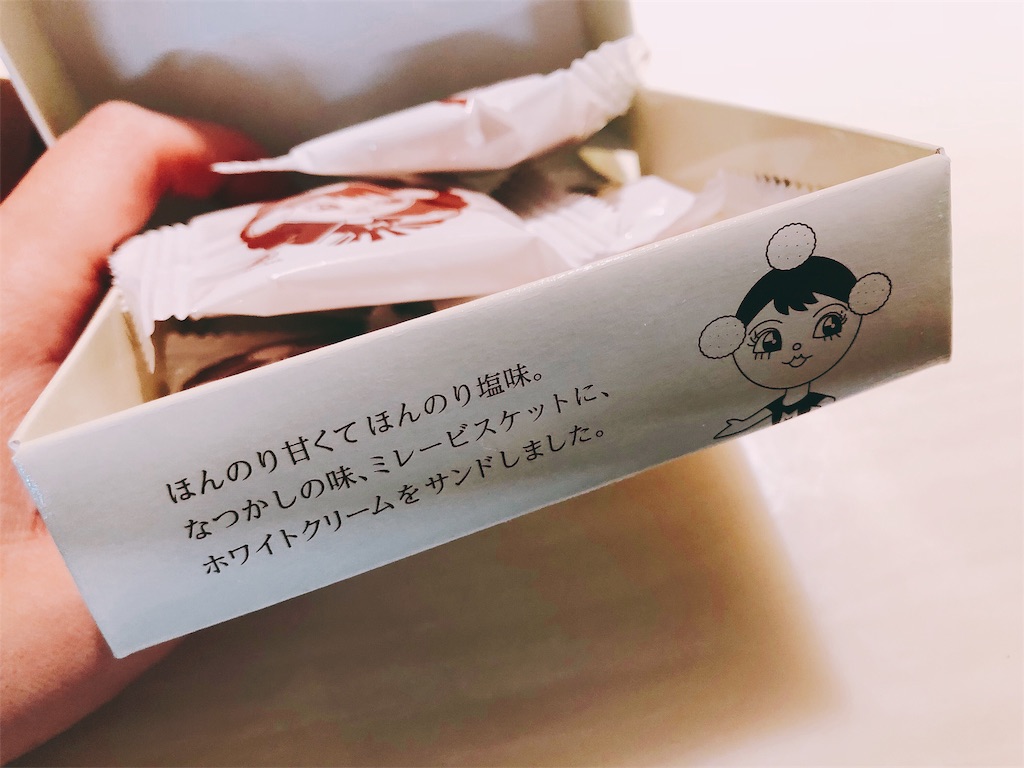 ほんのり甘くてほんのり塩味。
なつかしの味、ミレービスケットに、
ホワイトクリームをサンドしました。